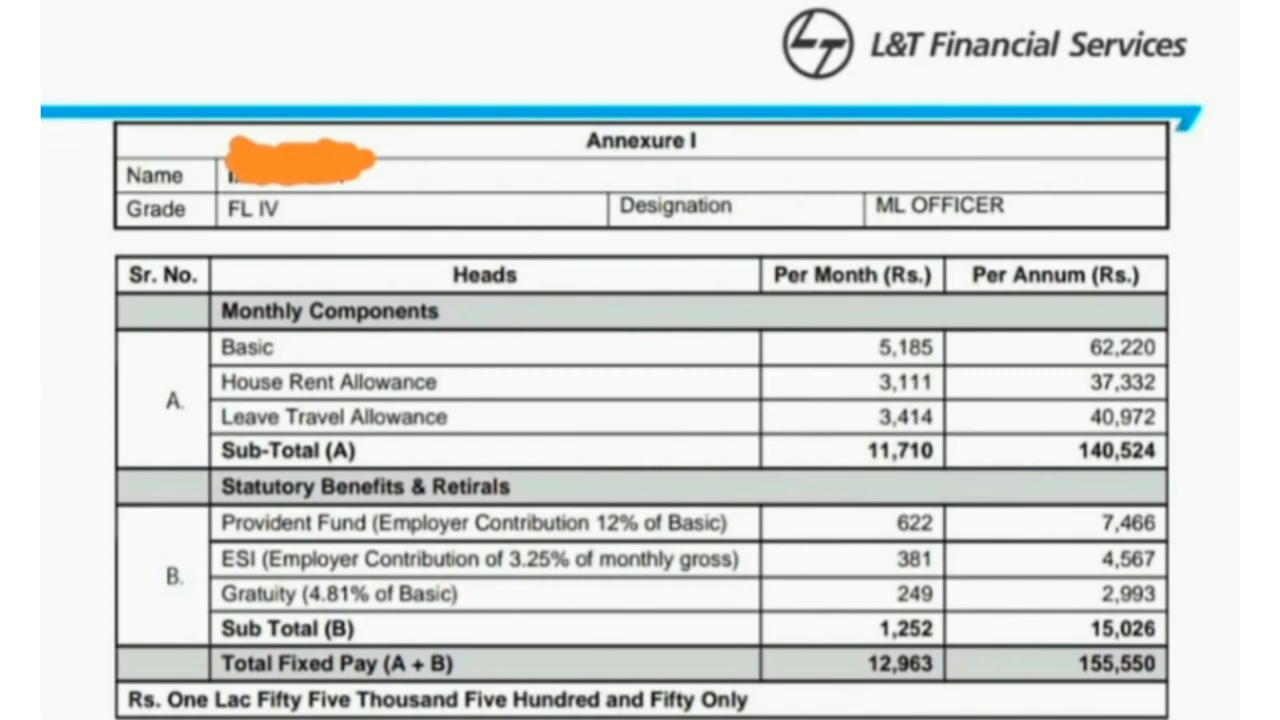 L&T Financial Services
Annexure I
Name
Grade FL IV Designation ML OFFICER
Sr. No. Heads Per Month (Rs.) Per Annum (Rs.)
Monthly Components
A.
Basic 5,185 62,220
House Rent Allowance 3,111 37,332
Leave Travel Allowance 3,414 40,972
Sub-Total (A) 11,710 140,524
Statutory Benefits & Retirals
B.
Provident Fund (Employer Contribution 12% of Basic) 622 7,466
ESI (Employer Contribution of 3.25% of monthly gross) 381 4,567
Gratuity (4.81% of Basic) 249 2,993
Sub Total (B) 1,252 15,026
Total Fixed Pay (A + B) 12,963 155,550
Rs. One Lac Fifty Five Thousand Five Hundred and Fifty Only